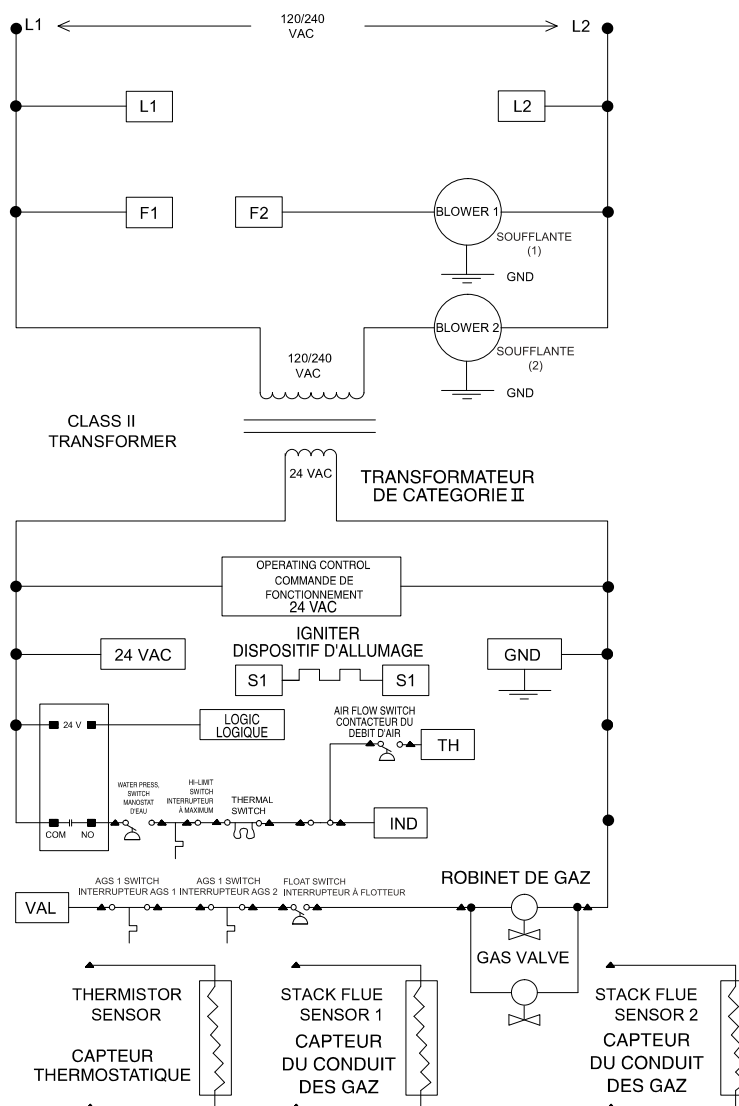 L1
120/240
VAC
L2
L1
L2
F1
F2
BLOWER 1
SOUFFLANTE
(1)
GND
BLOWER 2
SOUFFLANTE
(2)
GND
120/240
VAC
CLASS II
TRANSFORMER
24 VAC
TRANSFORMATEUR
DE CATEGORIE II
OPERATING CONTROL
COMMANDE DE
FONCTIONNEMENT
24 VAC
IGNITER
DISPOSITIF D'ALLUMAGE
24 VAC
GND
S1
S1
24 V
LOGIC
LOGIQUE
AIR FLOW SWITCH
CONTACTEUR DU
DEBIT D'AIR
TH
WATER PRESS,
SWITCH
MANOSTAT
D'EAU
HI-LIMIT
SWITCH
INTERRUPTEUR
À MAXIMUM
THERMAL
SWITCH
COM
NO
IND
AGS 1 SWITCH
INTERRUPTEUR AGS 1
AGS 1 SWITCH
INTERRUPTEUR AGS 2
FLOAT SWITCH
INTERRUPTEUR À FLOTTEUR
ROBINET DE GAZ
VAL
GAS VALVE
THERMISTOR
SENSOR
CAPTEUR
THERMOSTATIQUE
STACK FLUE
SENSOR 1
CAPTEUR
DU CONDUIT
DES GAZ
STACK FLUE
SENSOR 2
CAPTEUR
DU CONDUIT
DES GAZ